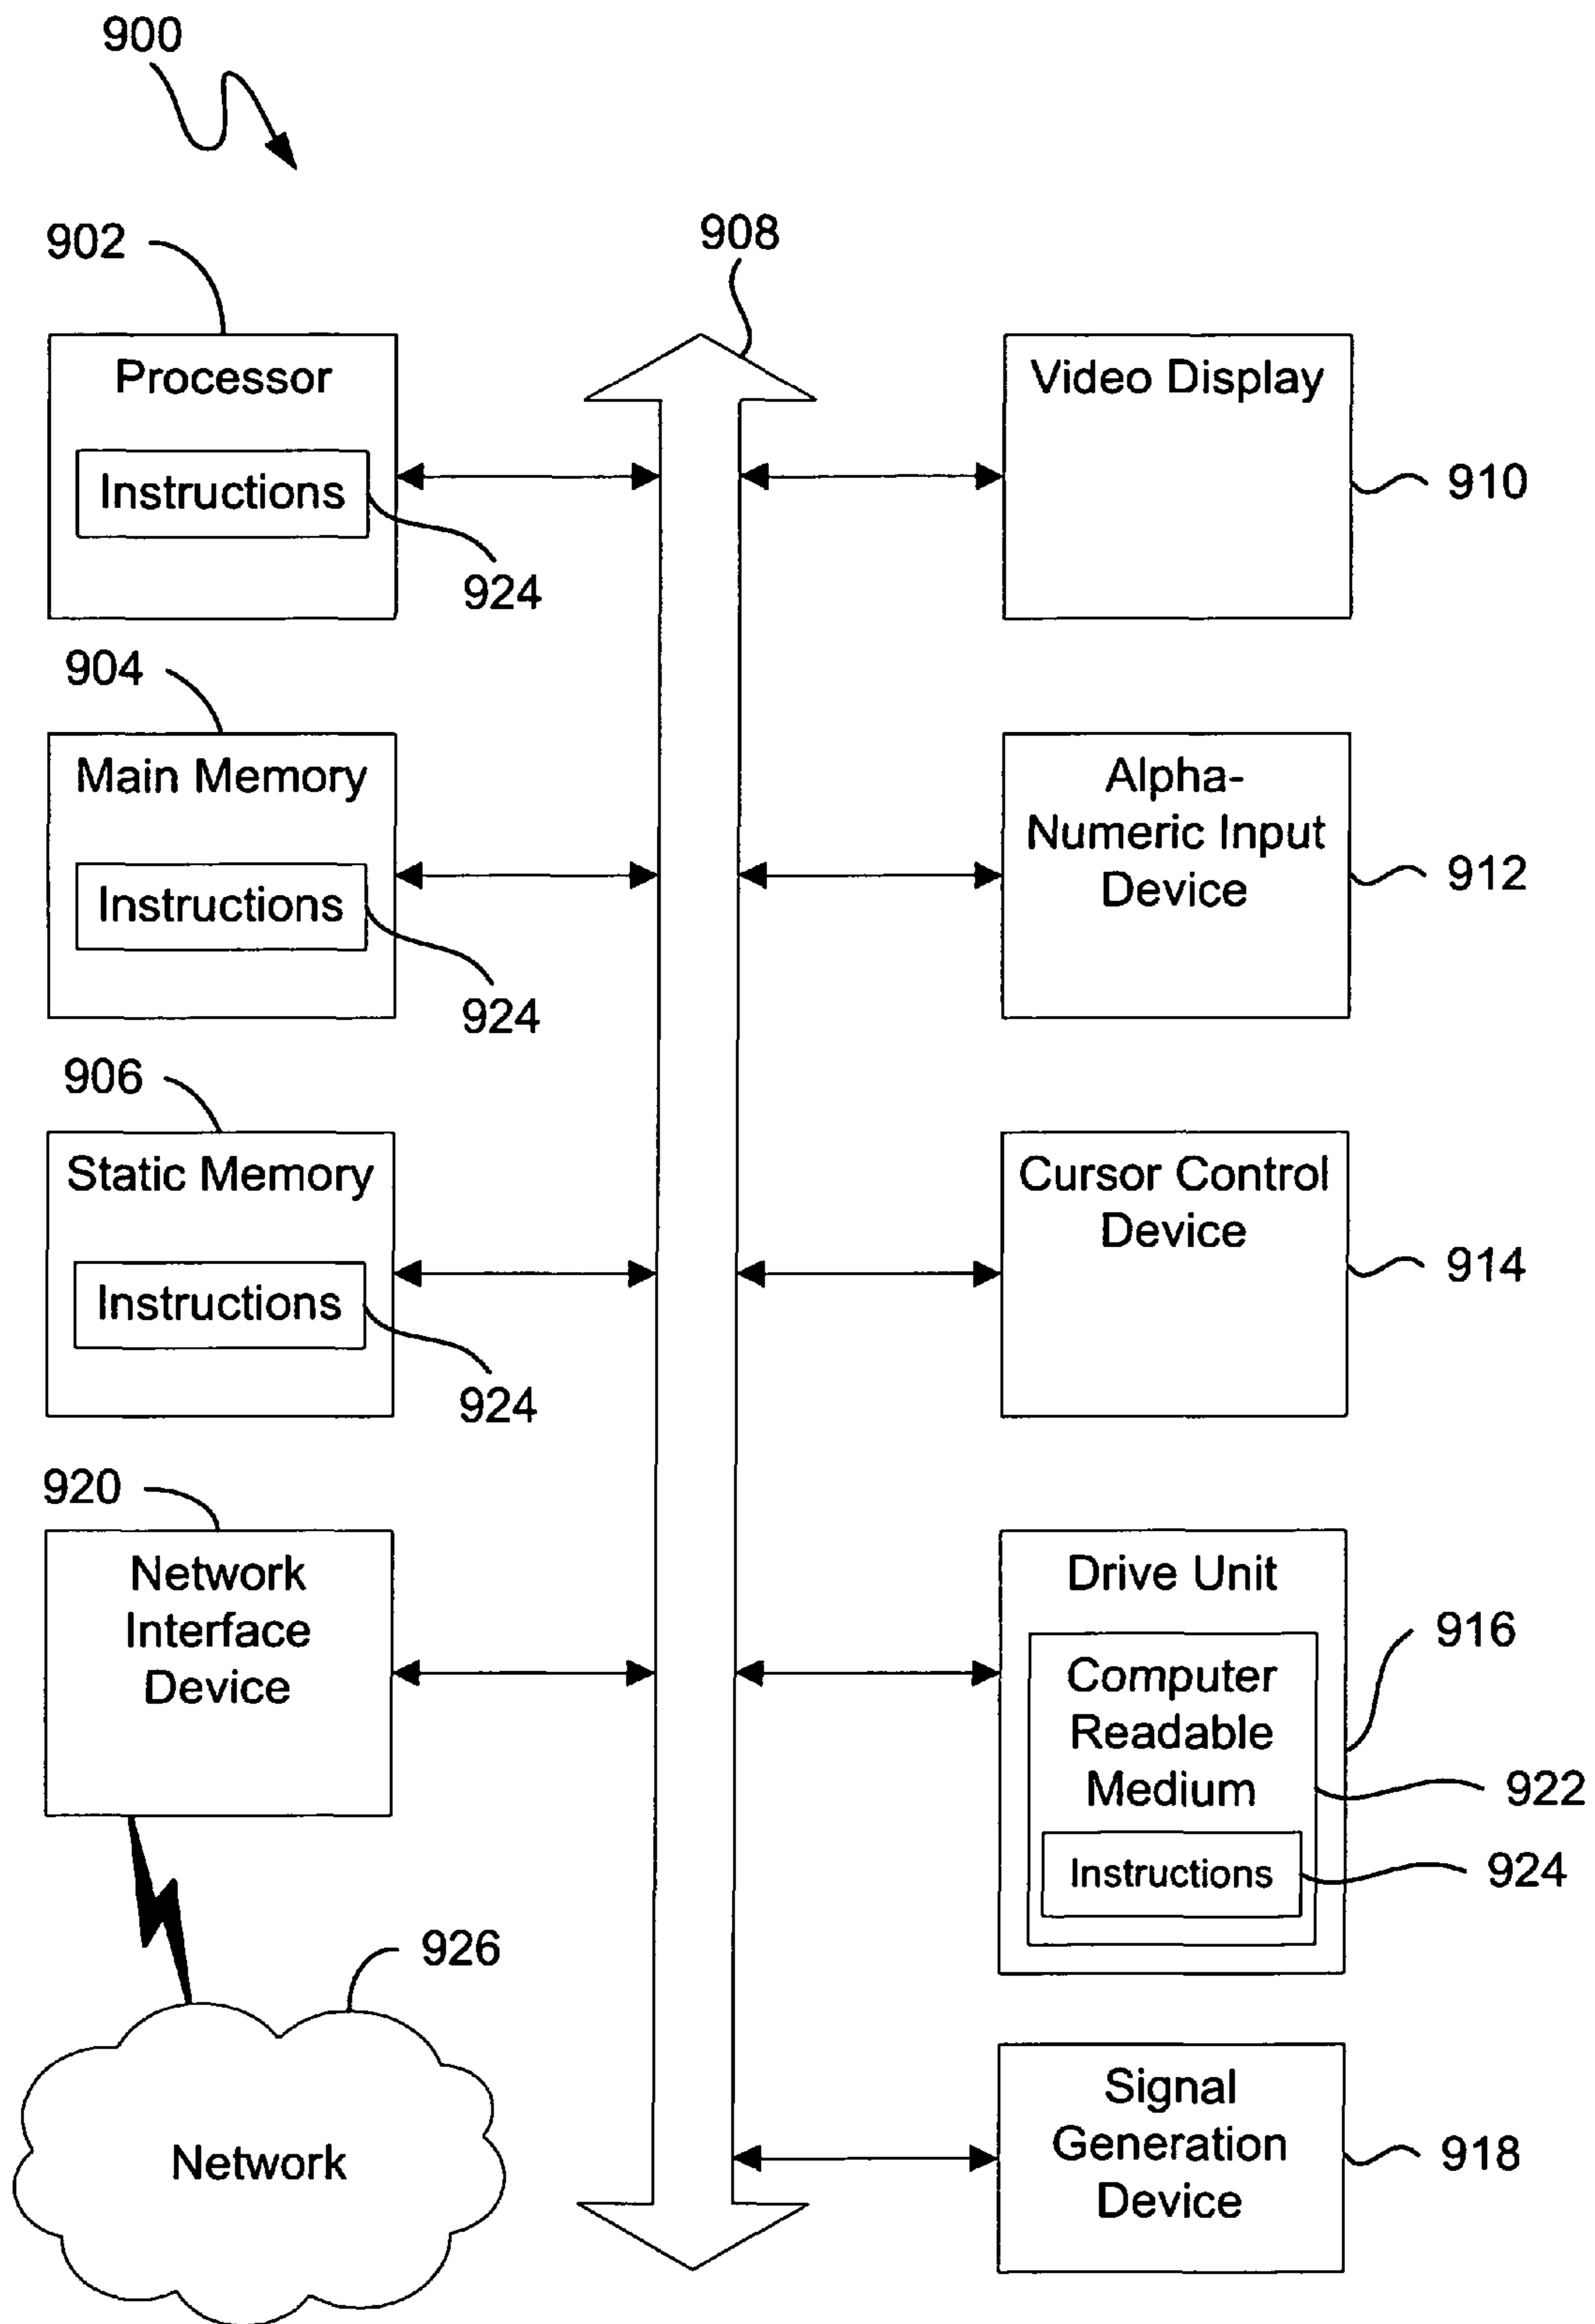 900
902
908
Processor
Instructions
924
Video Display
910
904
Main Memory
Instructions
924
Alpha-
Numeric Input
Device
912
906
Static Memory
Instructions
924
Cursor Control
Device
914
920
Network
Interface
Device
Drive Unit
916
Computer
Readable
Medium
922
Instructions
924
926
Network
Signal
Generation
Device
918